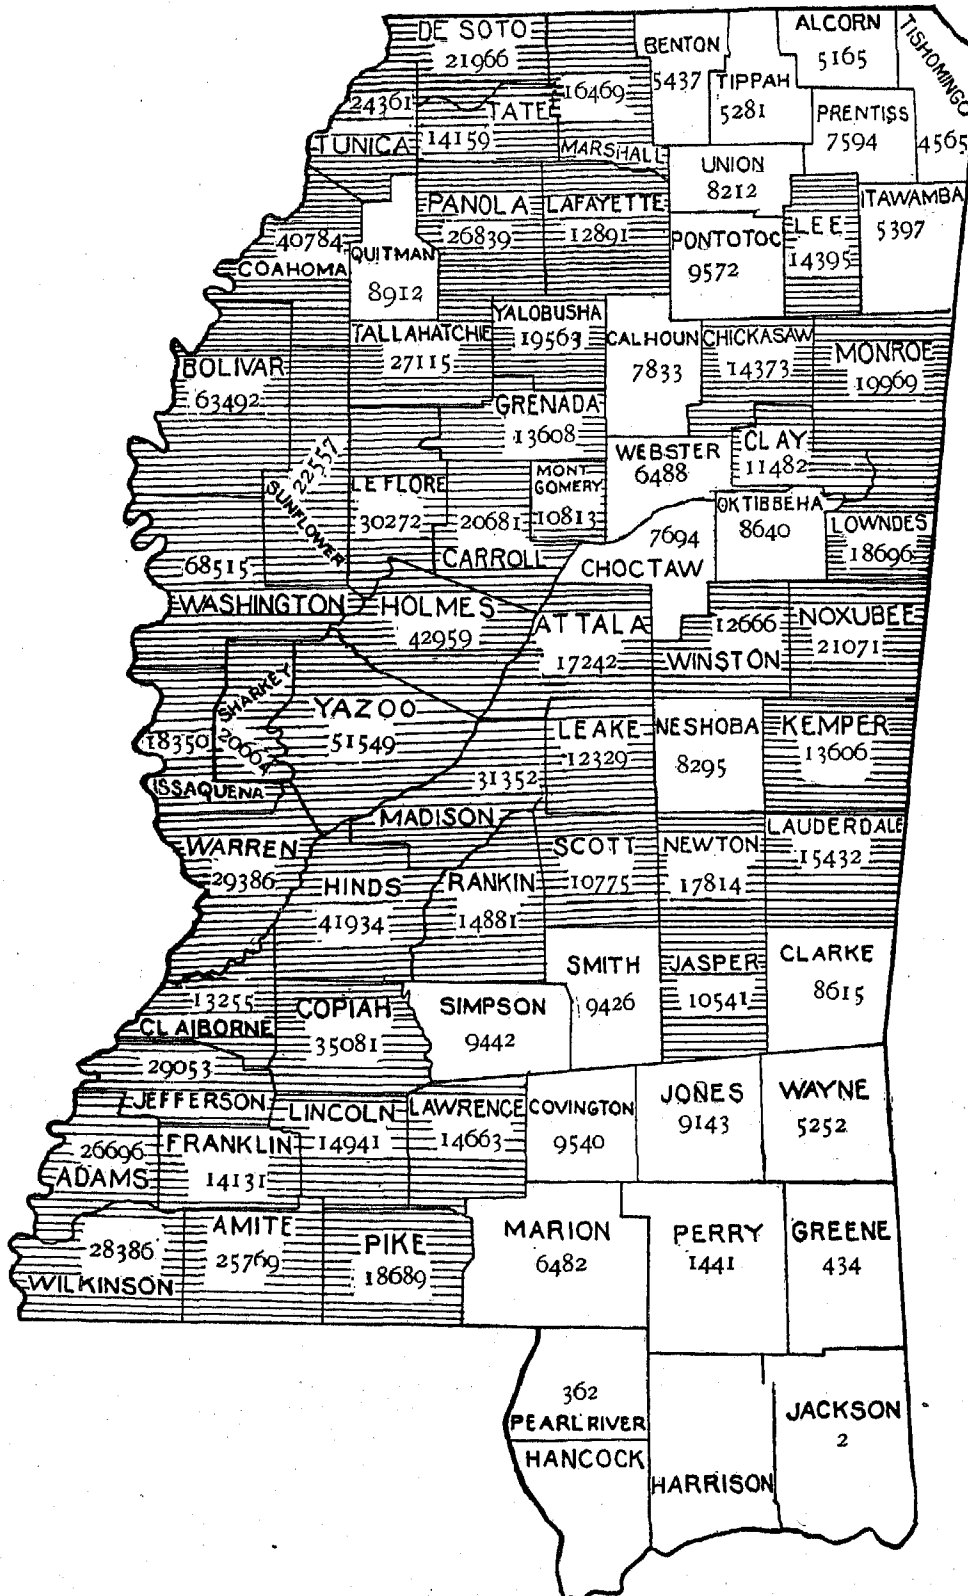 DE SOTO
21966
16469
MARSHALL
BENTON
5437
TIPPAH
5281
ALCORN
5165
TISHOMINGO
4565
PRENTISS
7594
24361
TUNICA
TATE
14159
UNION
8212
ITAWAMBA
5397
PANOLA
26839
LAFAYETTE
12891
PONTOTOC
9572
LEE
14395
40784
COAHOMA
QUITMAN
8912
YALOBUSHA
19563
TALLAHATCHIE
27115
CALHOUN
7833
CHICKASAW
14373
MONROE
19969
BOLIVAR
63492
GRENADA
13608
WEBSTER
6488
CLAY
11482
22557
SUNFLOWER
LE FLORE
30272
20681
CARROLL
MONT
GOMERY
10813
7694
CHOCTAW
OKTIBBEHA
8640
LOWNDES
18696
68515
WASHINGTON
HOLMES
42959
ATTALA
17242
12666
WINSTON
NOXUBEE
21071
SHARKEY
20664
YAZOO
51549
LEAKE
12329
NESHOBA
8295
KEMPER
13606
18350
ISSAQUENA
31352
MADISON
WARREN
29386
HINDS
41934
RANKIN
14881
SCOTT
10775
NEWTON
17814
LAUDERDALE
15432
13255
CLAIBORNE
COPIAH
35081
SIMPSON
9442
SMITH
9426
JASPER
10541
CLARKE
8615
29053
JEFFERSON
LINCOLN
14941
LAWRENCE
14663
COVINGTON
9540
JONES
9143
WAYNE
5252
26696
ADAMS
FRANKLIN
14131
28386
WILKINSON
AMITE
25769
PIKE
18689
MARION
6482
PERRY
1441
GREENE
434
362
PEARL RIVER
HANCOCK
HARRISON
JACKSON
2